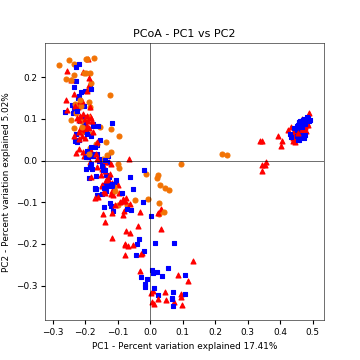 PCoA - PC1 vs PC2
PC2 - Percent variation explained 5.02%
0.2
0.1
0.0
−0.1
−0.2
−0.3
−0.3 −0.2 −0.1 0.0 0.1 0.2 0.3 0.4 0.5
PC1 - Percent variation explained 17.41%